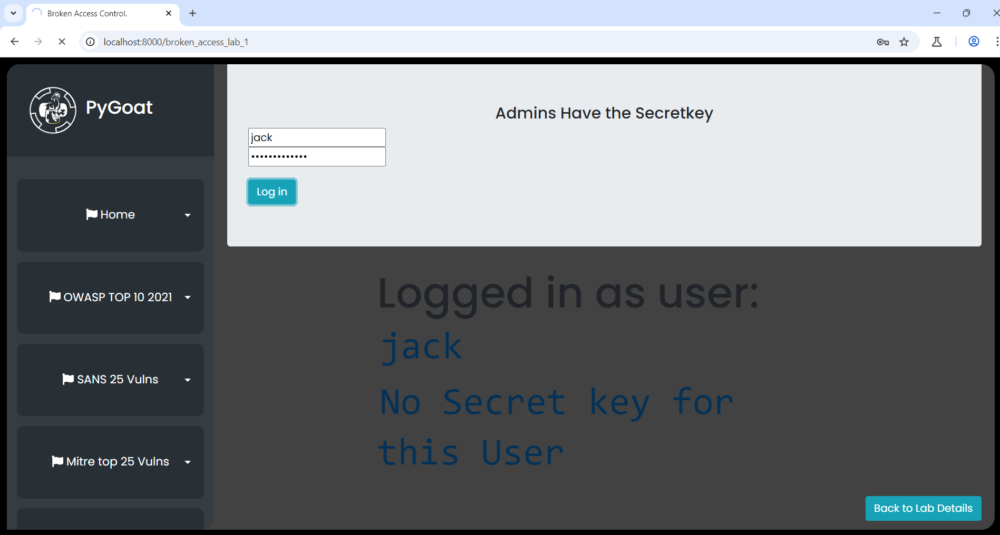 Broken Access Control.
localhost:8000/broken_access_lab_1
PyGoat
Home
OWASP TOP 10 2021
SANS 25 Vulns
Mitre top 25 Vulns
Admins Have the Secretkey
jack
•••••••••••••
Log in
Logged in as user:
jack
No Secret key for
this User
Back to Lab Details